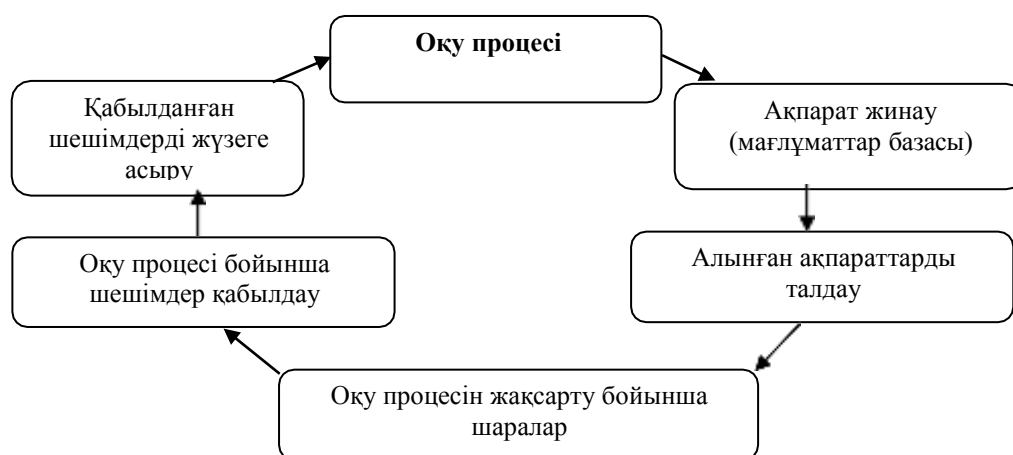 Оқу процесі
Қабылданған
шешімдерді жүзеге
асыру
Ақпарат жинау
(мағлұматтар базасы)
Оқу процесі бойынша
шешімдер қабылдау
Алынған ақпараттарды
талдау
Оқу процесін жақсарту бойынша
шаралар